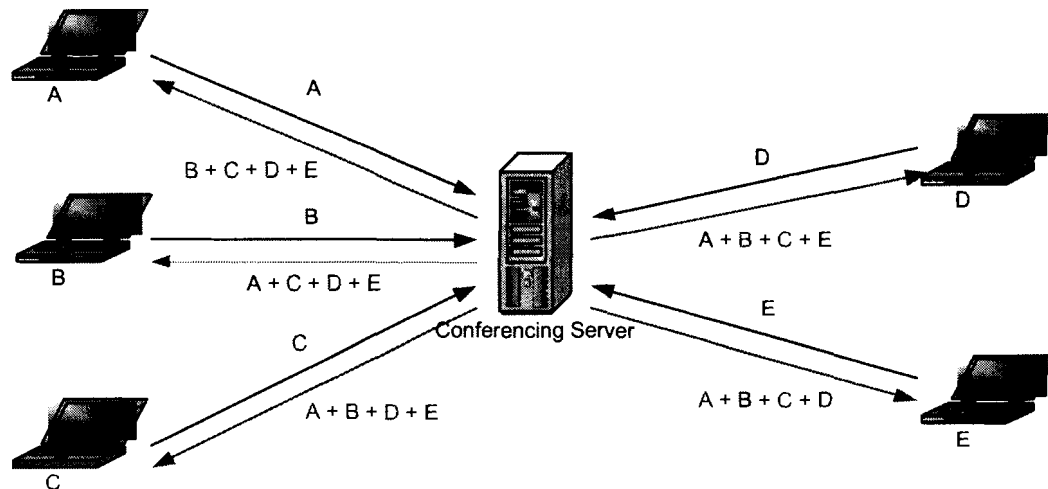 A
A
B + C + D + E
D
D
B
B
A + B + C + E
A + C + D + E
E
C
Conferencing Server
A + B + D + E
A + B + C + D
E
C